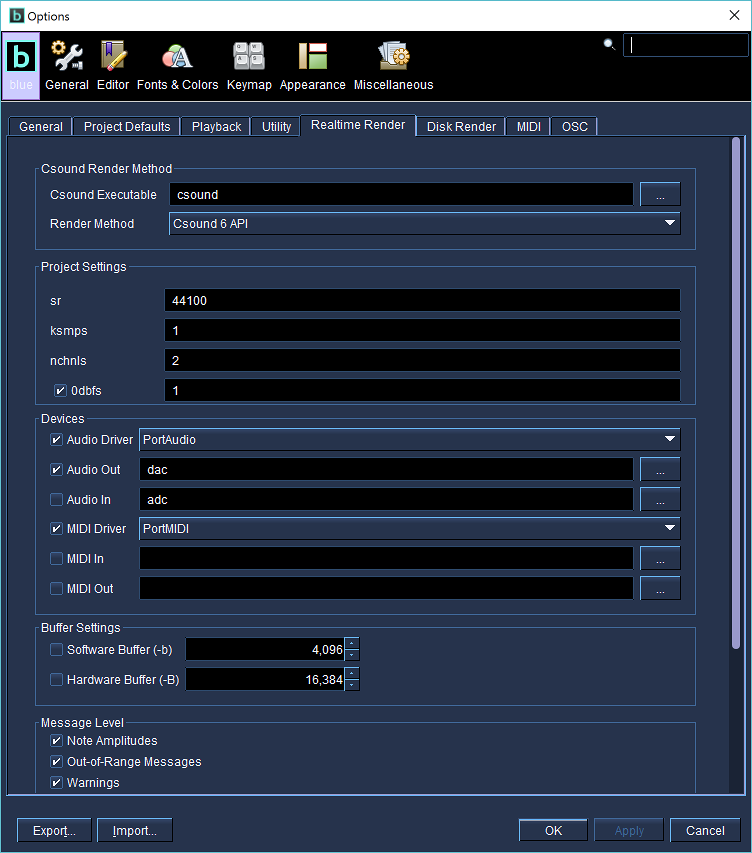 b Options
b
blue General Editor Fonts & Colors Keymap Appearance Miscellaneous
General Project Defaults Playback Utility Realtime Render Disk Render MIDI OSC
Csound Render Method
Csound Executable csound ...
Render Method Csound 6 API
Project Settings
sr 44100
ksmps 1
nchnls 2
0dbfs 1
Devices
Audio Driver PortAudio
Audio Out dac ...
Audio In adc ...
MIDI Driver PortMIDI
MIDI In ...
MIDI Out ...
Buffer Settings
Software Buffer (-b) 4,096
Hardware Buffer (-B) 16,384
Message Level
Note Amplitudes
Out-of-Range Messages
Warnings
Export... Import... OK Apply Cancel